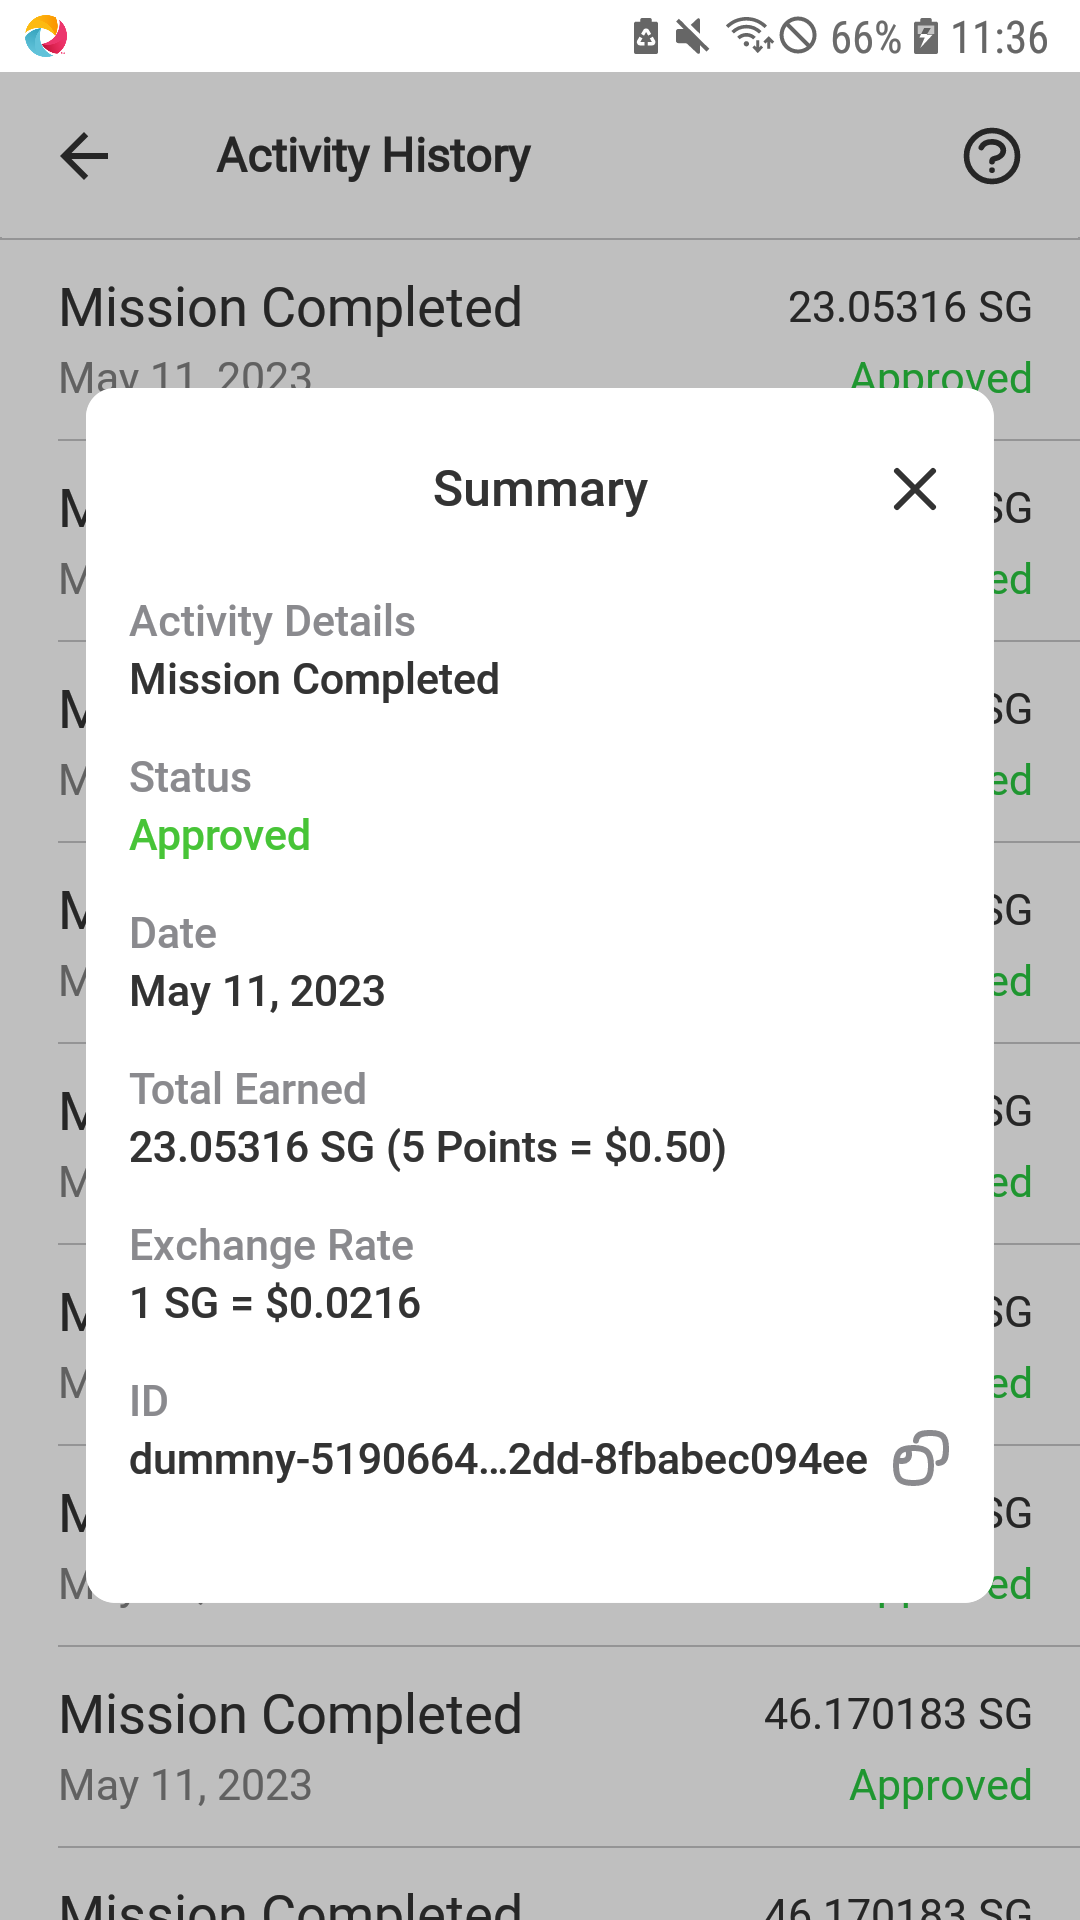 66% 11:36
Activity History
Mission Completed 23.05316 SG
May 11, 2023 Approved
Summary
Activity Details
Mission Completed
Status
Approved
Date
May 11, 2023
Total Earned
23.05316 SG (5 Points = $0.50)
Exchange Rate
1 SG = $0.0216
ID
dummny-5190664...2dd-8fbabec094ee
SG
ed
SG
ed
SG
ed
SG
ed
SG
ed
SG
ed
Mission Completed 46.170183 SG
May 11, 2023 Approved
Mission Completed 46.170183 SG